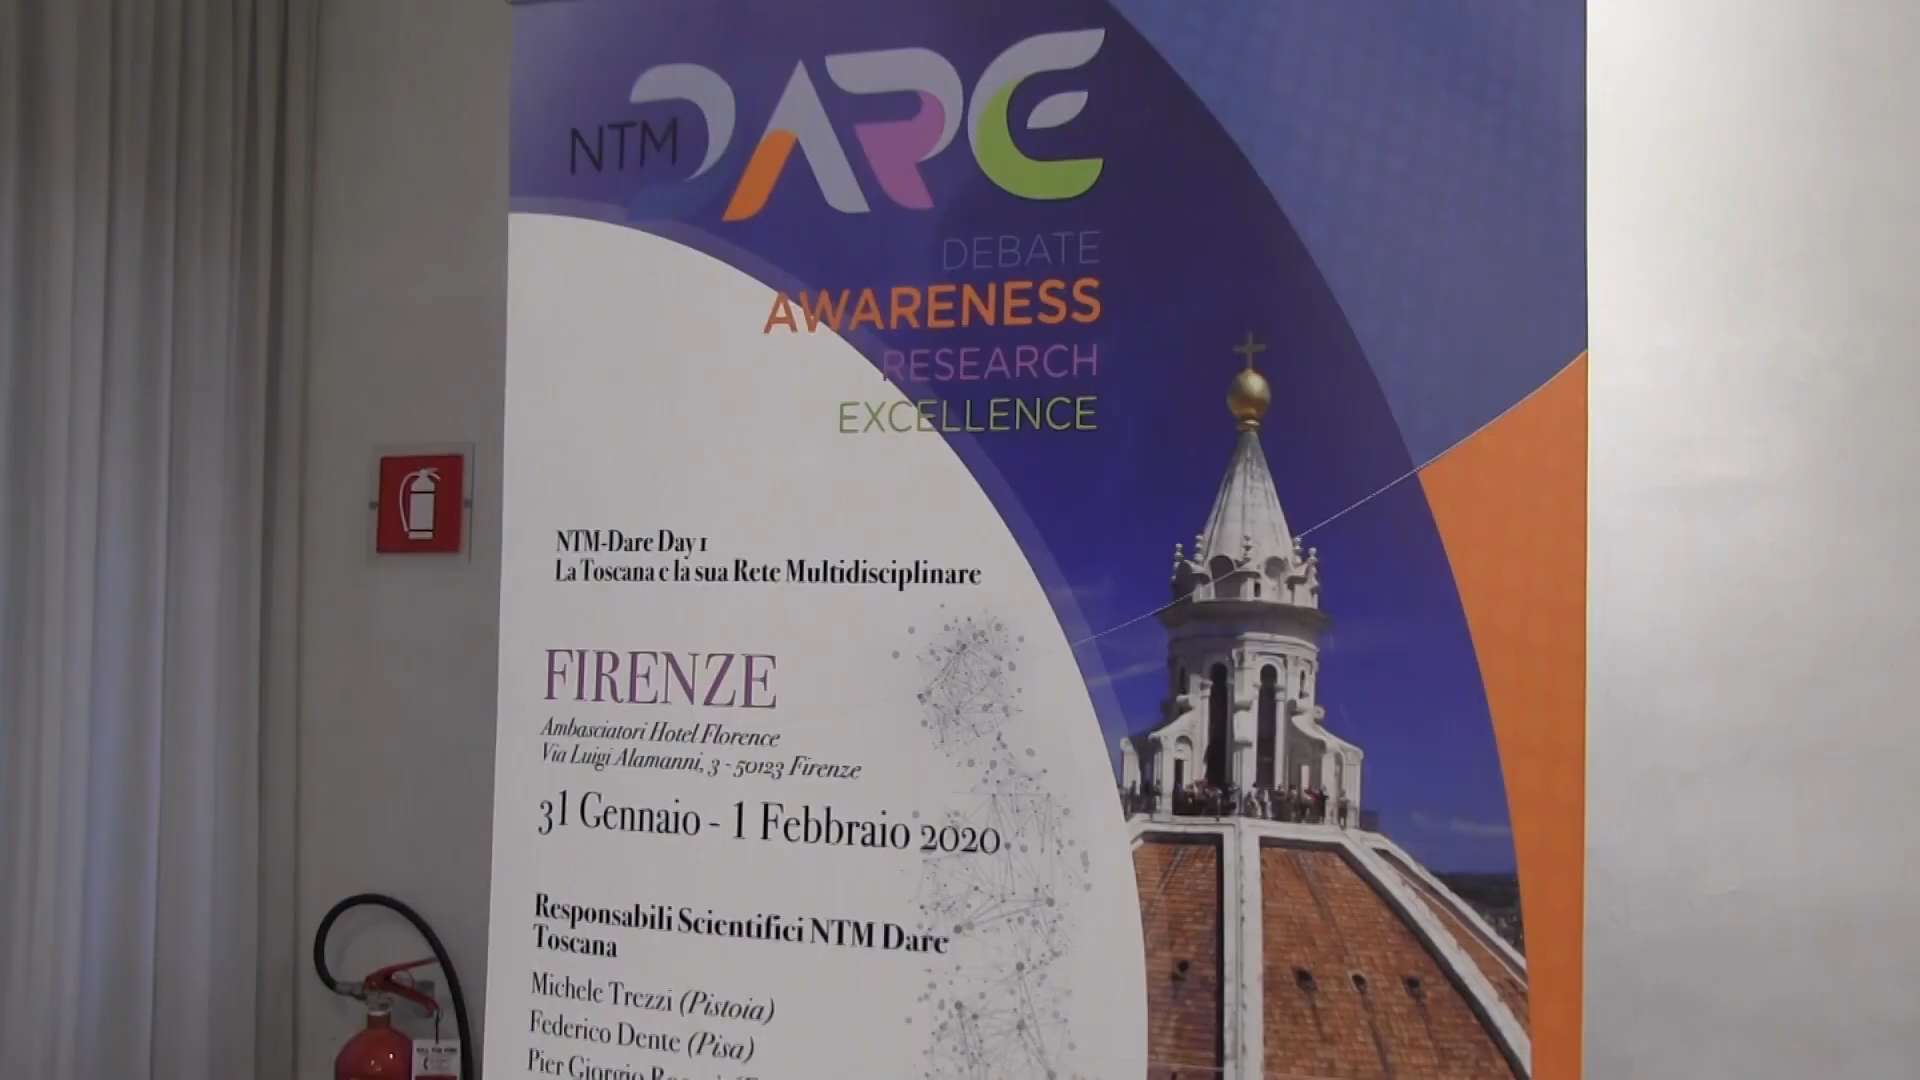 NTM DARE
DEBATE
AWARENESS
RESEARCH
EXCELLENCE
NTM-Dare Day 1
La Toscana e la sua Rete Multidisciplinare
FIRENZE
Ambasciatori Hotel Florence
Via Luigi Alamanni, 3 - 50123 Firenze
31 Gennaio - 1 Febbraio 2020
Responsabili Scientifici NTM Dare
Toscana
Michele Trezzi (Pistoia)
Federico Dente (Pisa)
Pier Giorgio